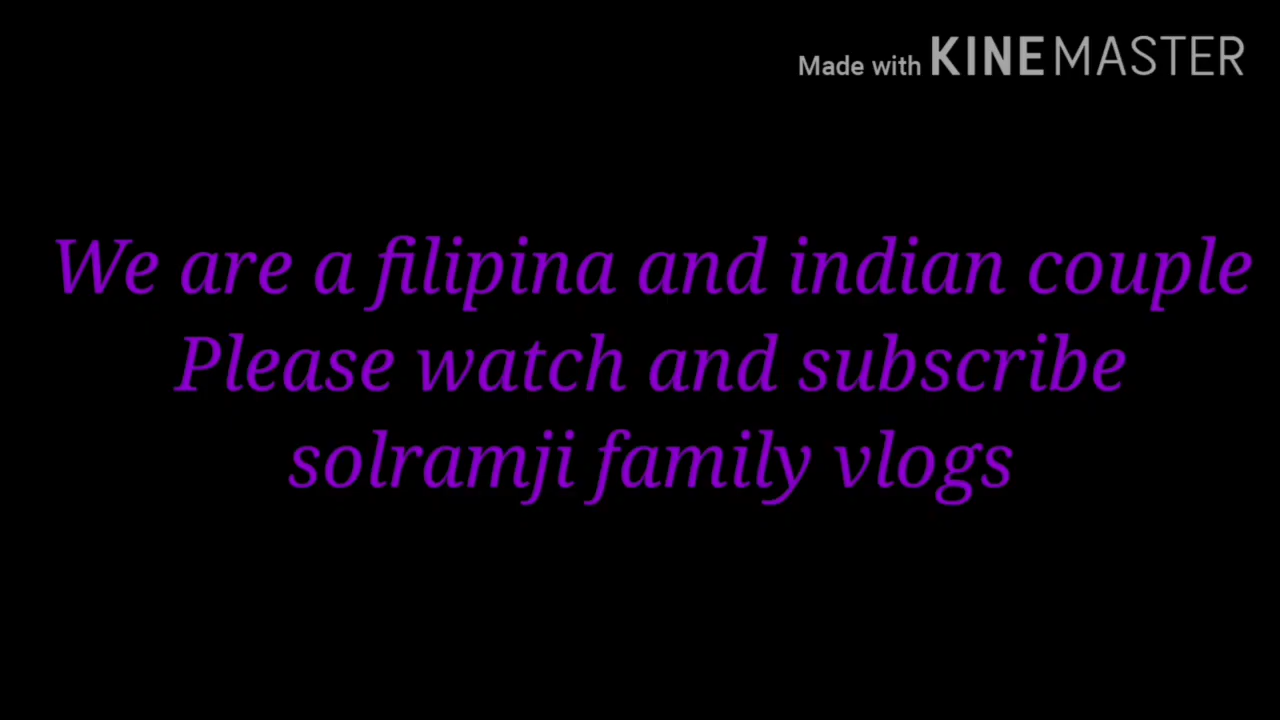 Made with KINEMASTER
We are a filipina and indian couple
Please watch and subscribe
solramji family vlogs